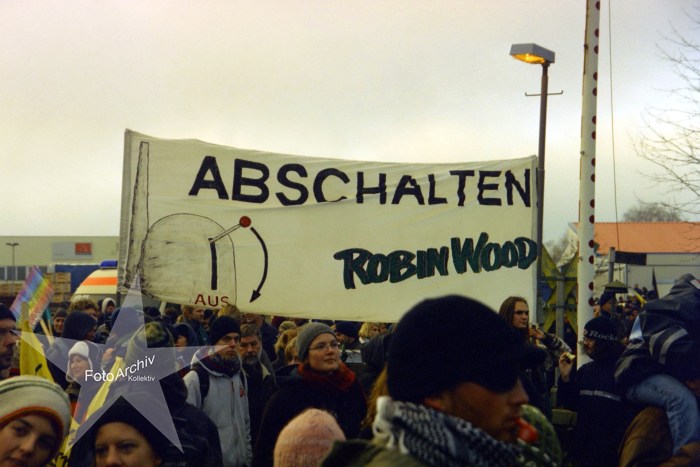 ABSCHALTEN
ROBIN WOOD
AUS
FotoArchiv
Kollektiv